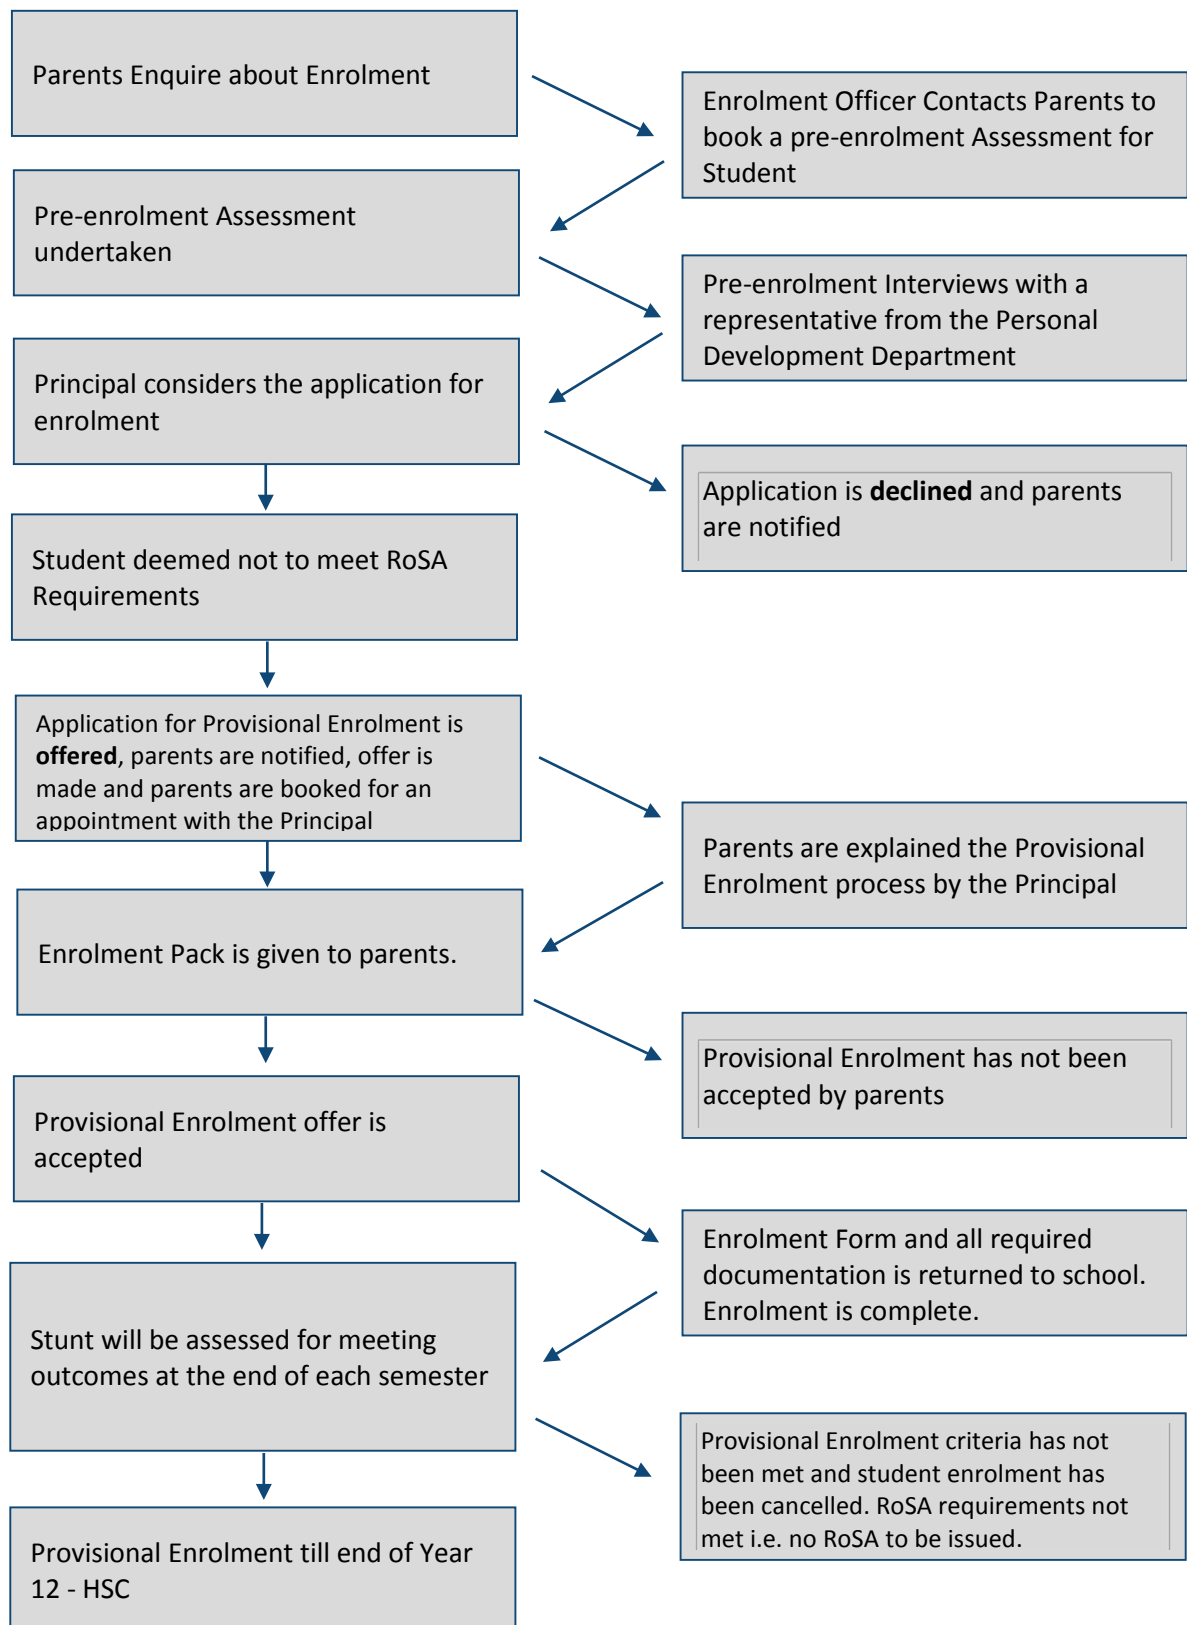 Parents Enquire about Enrolment
Enrolment Officer Contacts Parents to
book a pre-enrolment Assessment for
Student
Pre-enrolment Assessment
undertaken
Pre-enrolment Interviews with a
representative from the Personal
Development Department
Principal considers the application for
enrolment
Application is declined and parents
are notified
Student deemed not to meet RoSA
Requirements
Application for Provisional Enrolment is
offered, parents are notified, offer is
made and parents are booked for an
appointment with the Principal
Parents are explained the Provisional
Enrolment process by the Principal
Enrolment Pack is given to parents.
Provisional Enrolment has not been
accepted by parents
Provisional Enrolment offer is
accepted
Enrolment Form and all required
documentation is returned to school.
Enrolment is complete.
Stunt will be assessed for meeting
outcomes at the end of each semester
Provisional Enrolment criteria has not
been met and student enrolment has
been cancelled. RoSA requirements not
met i.e. no RoSA to be issued.
Provisional Enrolment till end of Year
12 - HSC